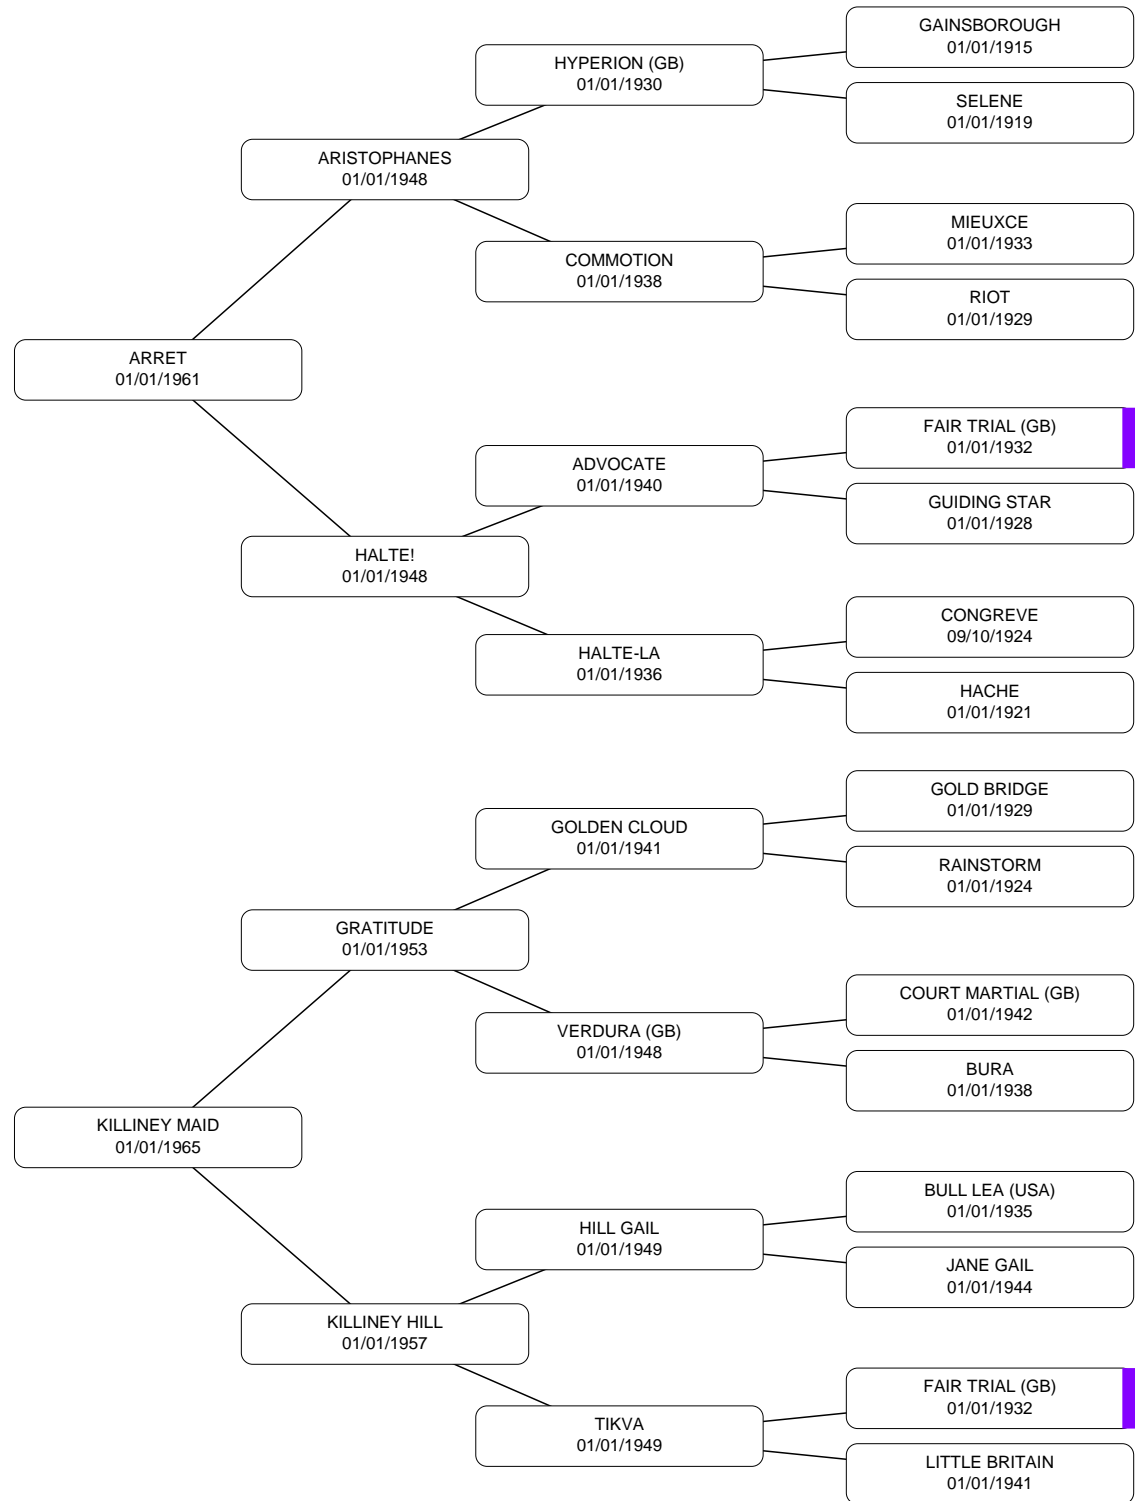 GAINSBOROUGH
01/01/1915
HYPERION (GB)
01/01/1930
SELENE
01/01/1919
ARISTOPHANES
01/01/1948
MIEUXCE
01/01/1933
COMMOTION
01/01/1938
RIOT
01/01/1929
ARRET
01/01/1961
FAIR TRIAL (GB)
01/01/1932
ADVOCATE
01/01/1940
GUIDING STAR
01/01/1928
HALTE!
01/01/1948
CONGREVE
09/10/1924
HALTE-LA
01/01/1936
HACHE
01/01/1921
GOLD BRIDGE
01/01/1929
GOLDEN CLOUD
01/01/1941
RAINSTORM
01/01/1924
GRATITUDE
01/01/1953
COURT MARTIAL (GB)
01/01/1942
VERDURA (GB)
01/01/1948
BURA
01/01/1938
KILLINEY MAID
01/01/1965
BULL LEA (USA)
01/01/1935
HILL GAIL
01/01/1949
JANE GAIL
01/01/1944
KILLINEY HILL
01/01/1957
FAIR TRIAL (GB)
01/01/1932
TIKVA
01/01/1949
LITTLE BRITAIN
01/01/1941